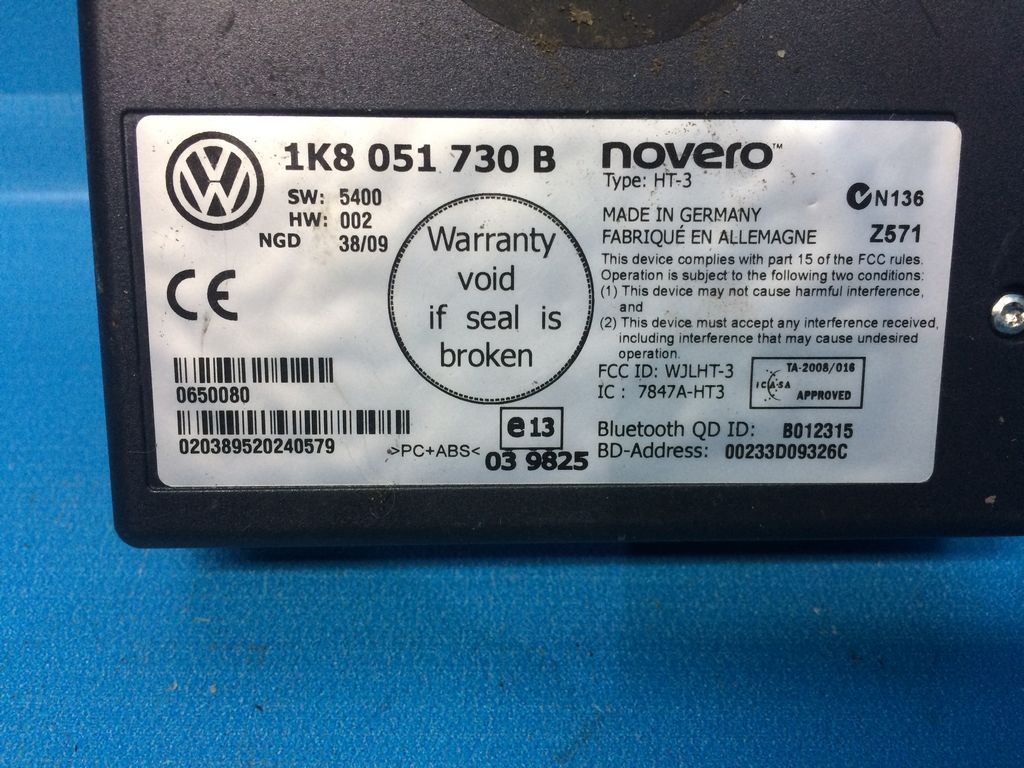 1K8 051 730 B
SW: 5400
HW: 002
NGD 38/09
Warranty
void
if seal is
broken
CE
0650080
020389520240579
>PC+ABS<
e13
03 9825
novero™
Type: HT-3
N136
MADE IN GERMANY
FABRIQUÉ EN ALLEMAGNE
Z571
This device complies with part 15 of the FCC rules.
Operation is subject to the following two conditions:
(1) This device may not cause harmful interference,
and
(2) This device must accept any interference received,
including interference that may cause undesired
operation.
FCC ID: WJLHT-3
IC : 7847A-HT3
TA-2008/016
ICASA
APPROVED
Bluetooth QD ID: B012315
BD-Address: 00233D09326C